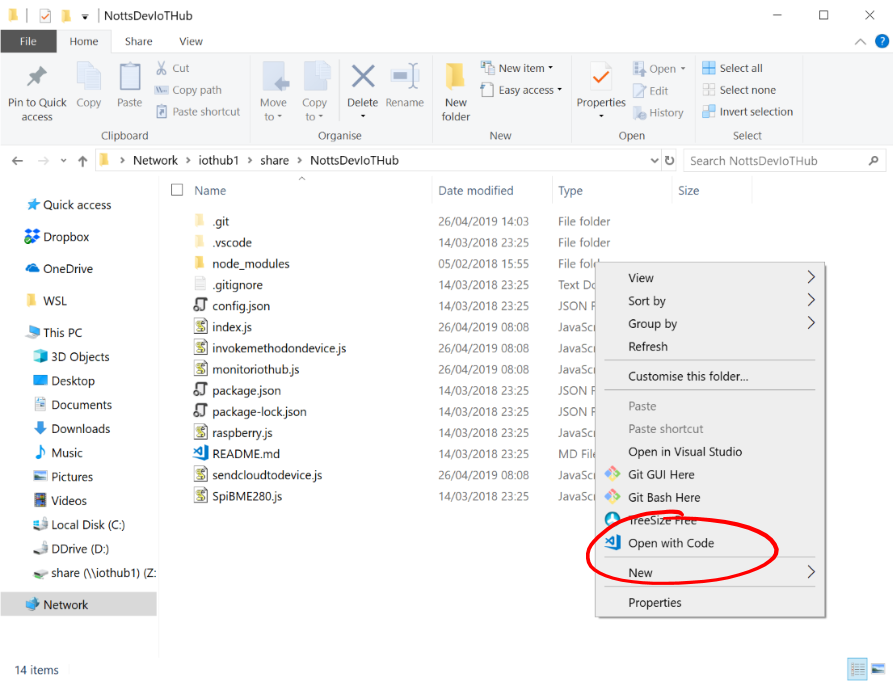 NottsDevIoTHub
File Home Share View
Pin to Quick access
Copy
Paste
Cut
Copy path
Paste shortcut
Clipboard
Move to
Copy to
Delete
Rename
Organise
New folder
New item
Easy access
New
Properties
Open
Edit
History
Open
Select all
Select none
Invert selection
Select
Network > iothub1 > share > NottsDevIoTHub
Search NottsDevIoTHub
Quick access
Dropbox
OneDrive
WSL
This PC
3D Objects
Desktop
Documents
Downloads
Music
Pictures
Videos
Local Disk (C:)
DDrive (D:)
share (\\iothub1) (Z:
Network
Name Date modified Type Size
.git 26/04/2019 14:03 File folder
.vscode 14/03/2018 23:25 File folder
node_modules 05/02/2018 15:55 File fold
.gitignore 14/03/2018 23:25 Text Do
config.json 14/03/2018 23:25 JSON F
index.js 26/04/2019 08:08 JavaScr
invokemethodondevice.js 26/04/2019 08:08 JavaScr
monitoriothub.js 26/04/2019 08:08 JavaScr
package.json 14/03/2018 23:25 JSON F
package-lock.json 14/03/2018 23:25 JSON F
raspberry.js 14/03/2018 23:25 JavaScr
README.md 14/03/2018 23:25 MD File
sendcloudtodevice.js 26/04/2019 08:08 JavaScr
SpiBME280.js 14/03/2018 23:25 JavaScr
View
Sort by
Group by
Refresh
Customise this folder...
Paste
Paste shortcut
Open in Visual Studio
Git GUI Here
Git Bash Here
TreeSize Free
Open with Code
New
Properties
14 items